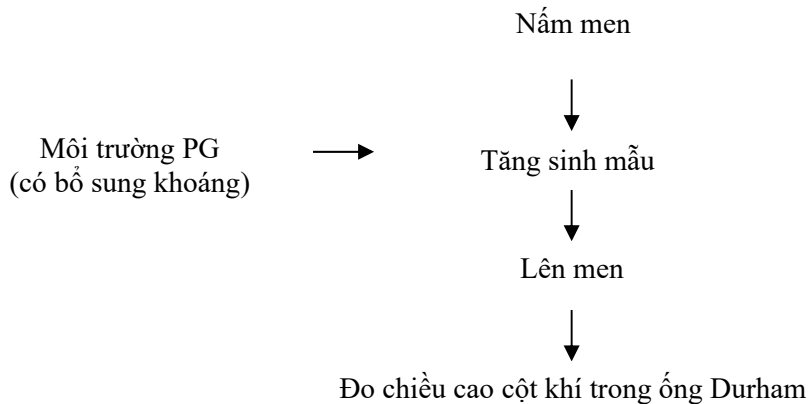 Nấm men
Môi trường PG
(có bổ sung khoáng)
Tăng sinh mẫu
Lên men
Đo chiều cao cột khí trong ống Durham